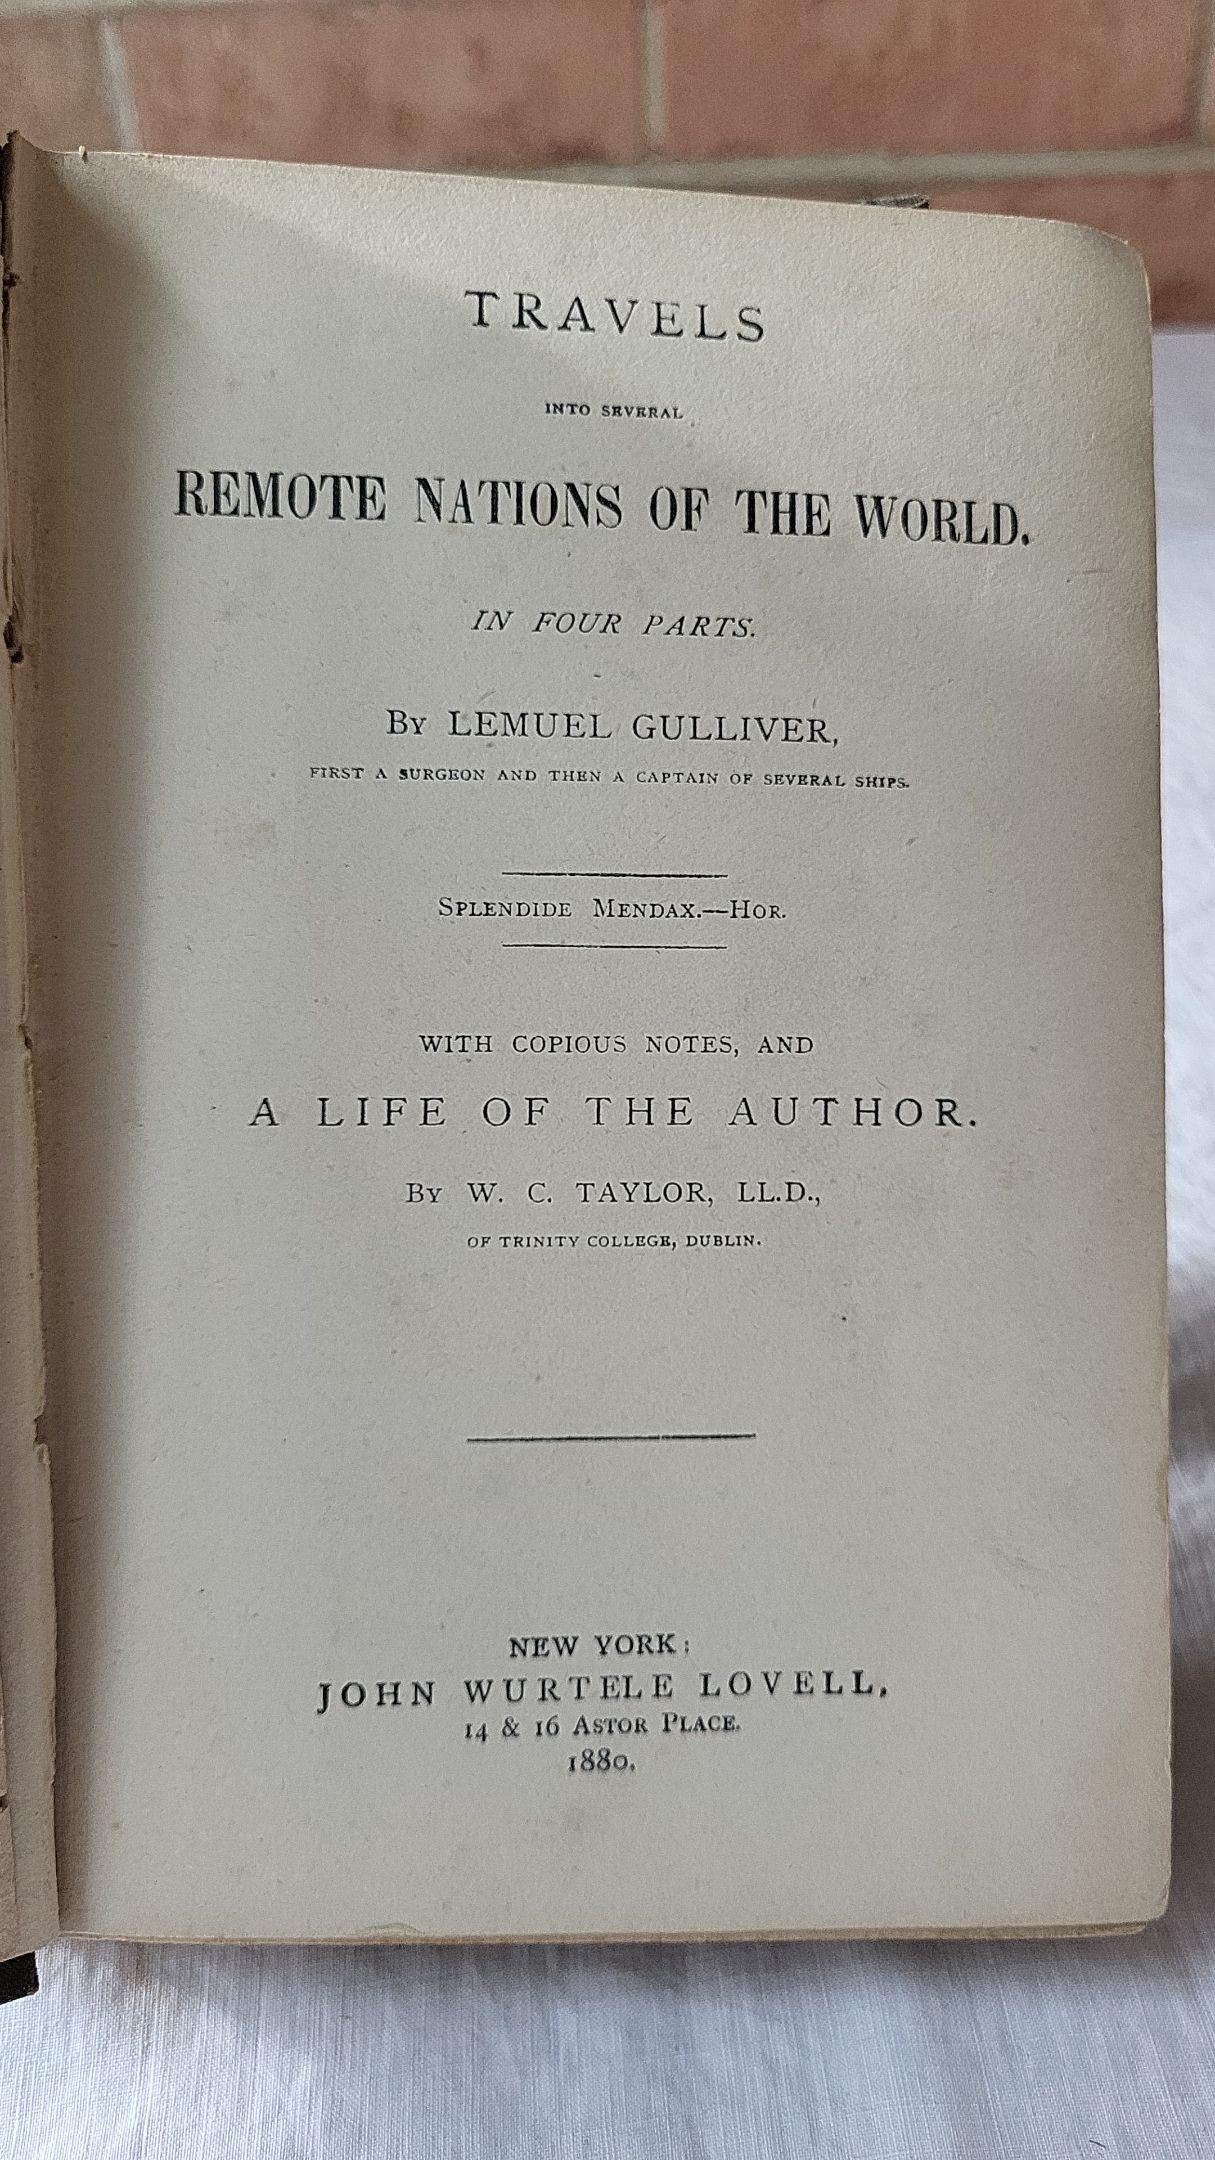 TRAVELS
INTO SEVERAL
REMOTE NATIONS OF THE WORLD.
IN FOUR PARTS.
By LEMUEL GULLIVER,
FIRST A SURGEON AND THEN A CAPTAIN OF SEVERAL SHIPS.
SPLENDIDE MENDAX.—HOR.
WITH COPIOUS NOTES, AND
A LIFE OF THE AUTHOR.
By W. C. TAYLOR, LL.D.,
OF TRINITY COLLEGE, DUBLIN.
NEW YORK:
JOHN WURTELE LOVELL,
14 & 16 ASTOR PLACE.
1880.